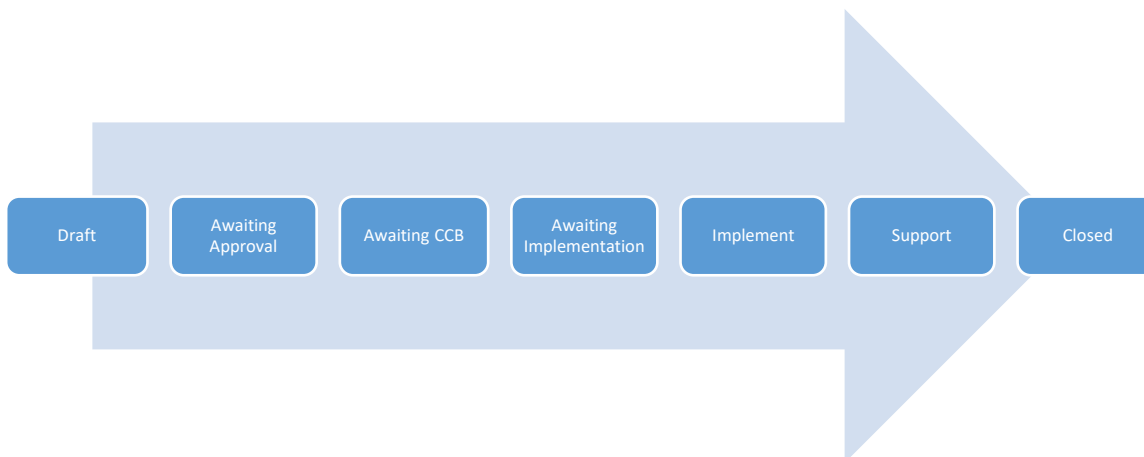 Draft
Awaiting
Approval
Awaiting CCB
Awaiting
Implementation
Implement
Support
Closed